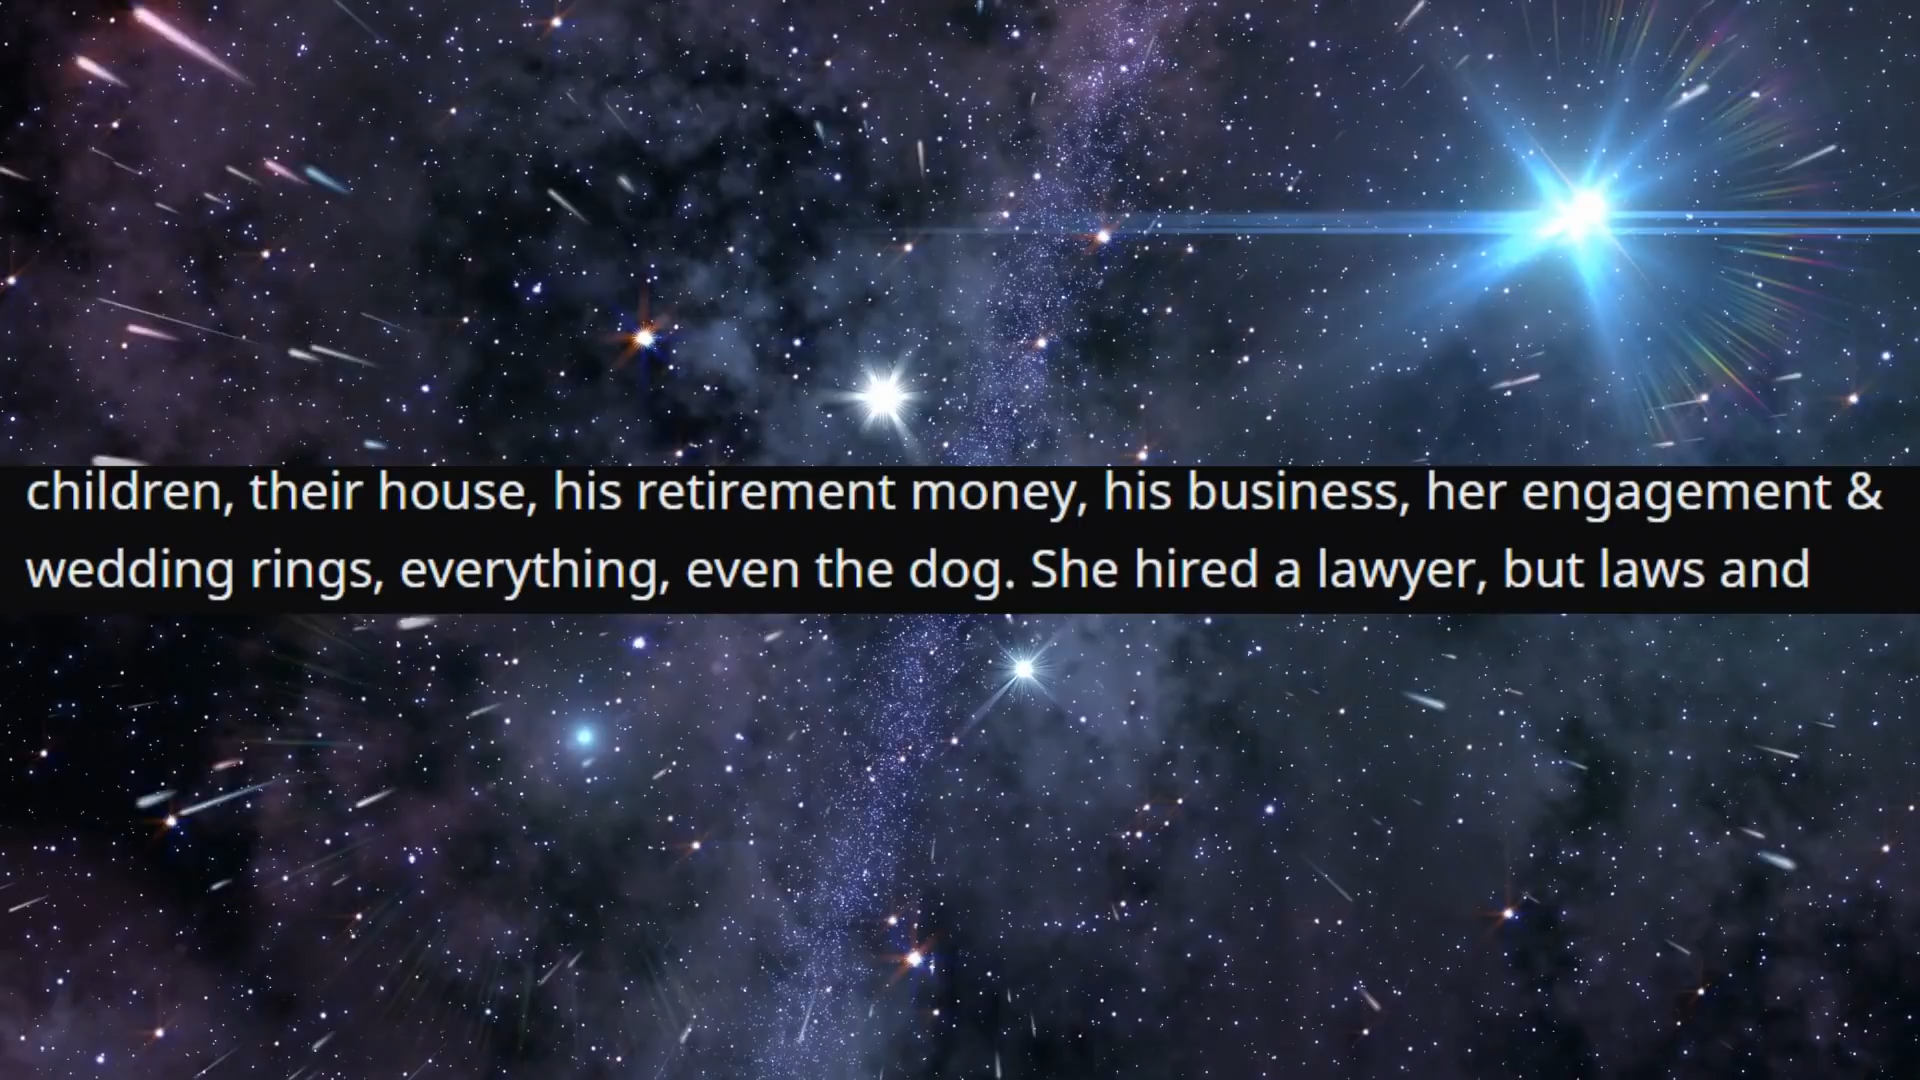 children, their house, his retirement money, his business, her engagement &
wedding rings, everything, even the dog. She hired a lawyer, but laws and